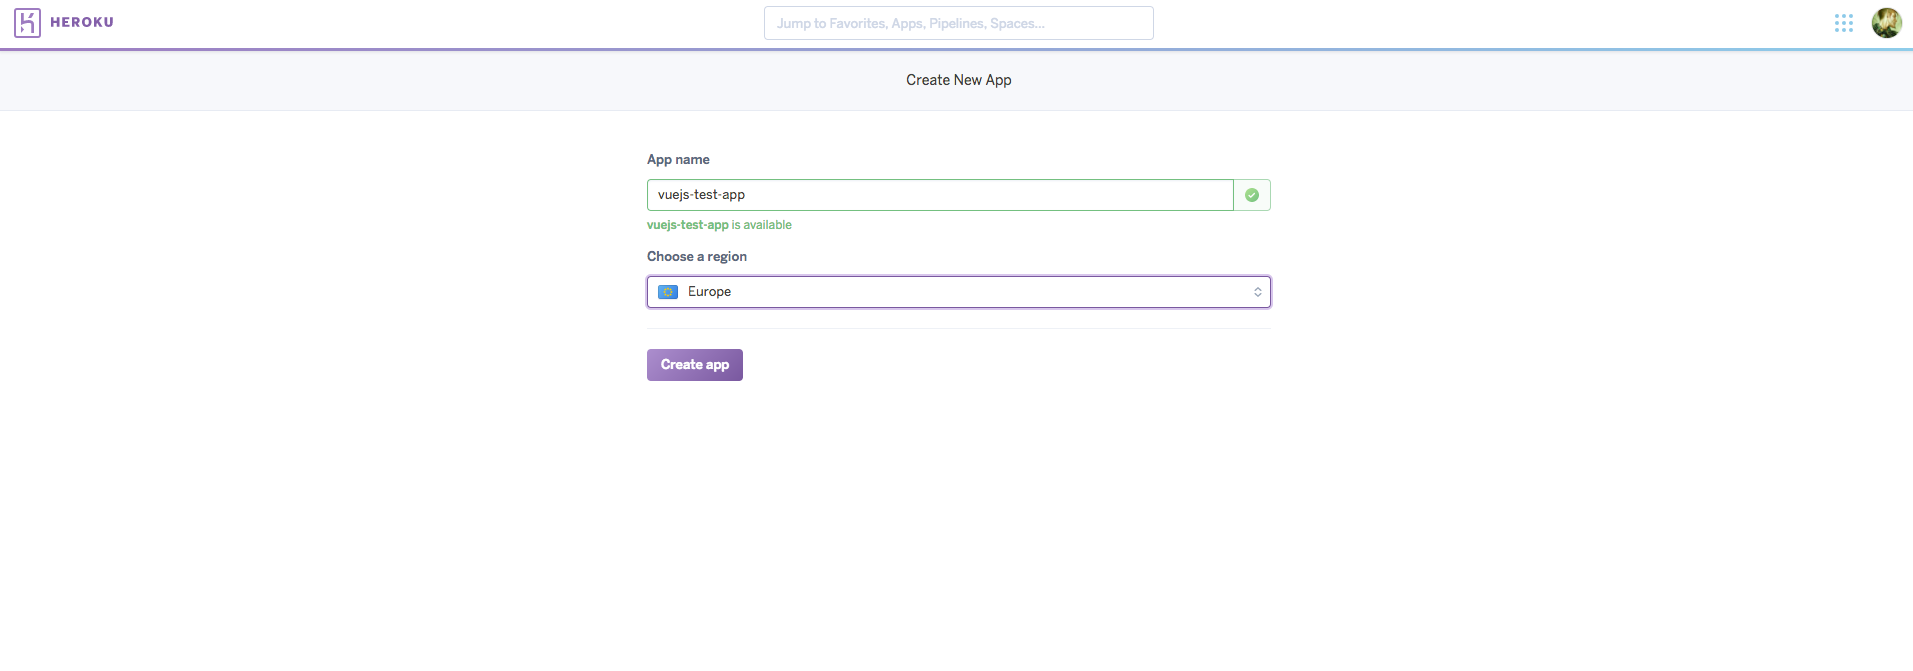 HEROKU
Jump to Favorites, Apps, Pipelines, Spaces...
Create New App
App name
vuejs-test-app
vuejs-test-app is available
Choose a region
Europe
Create app